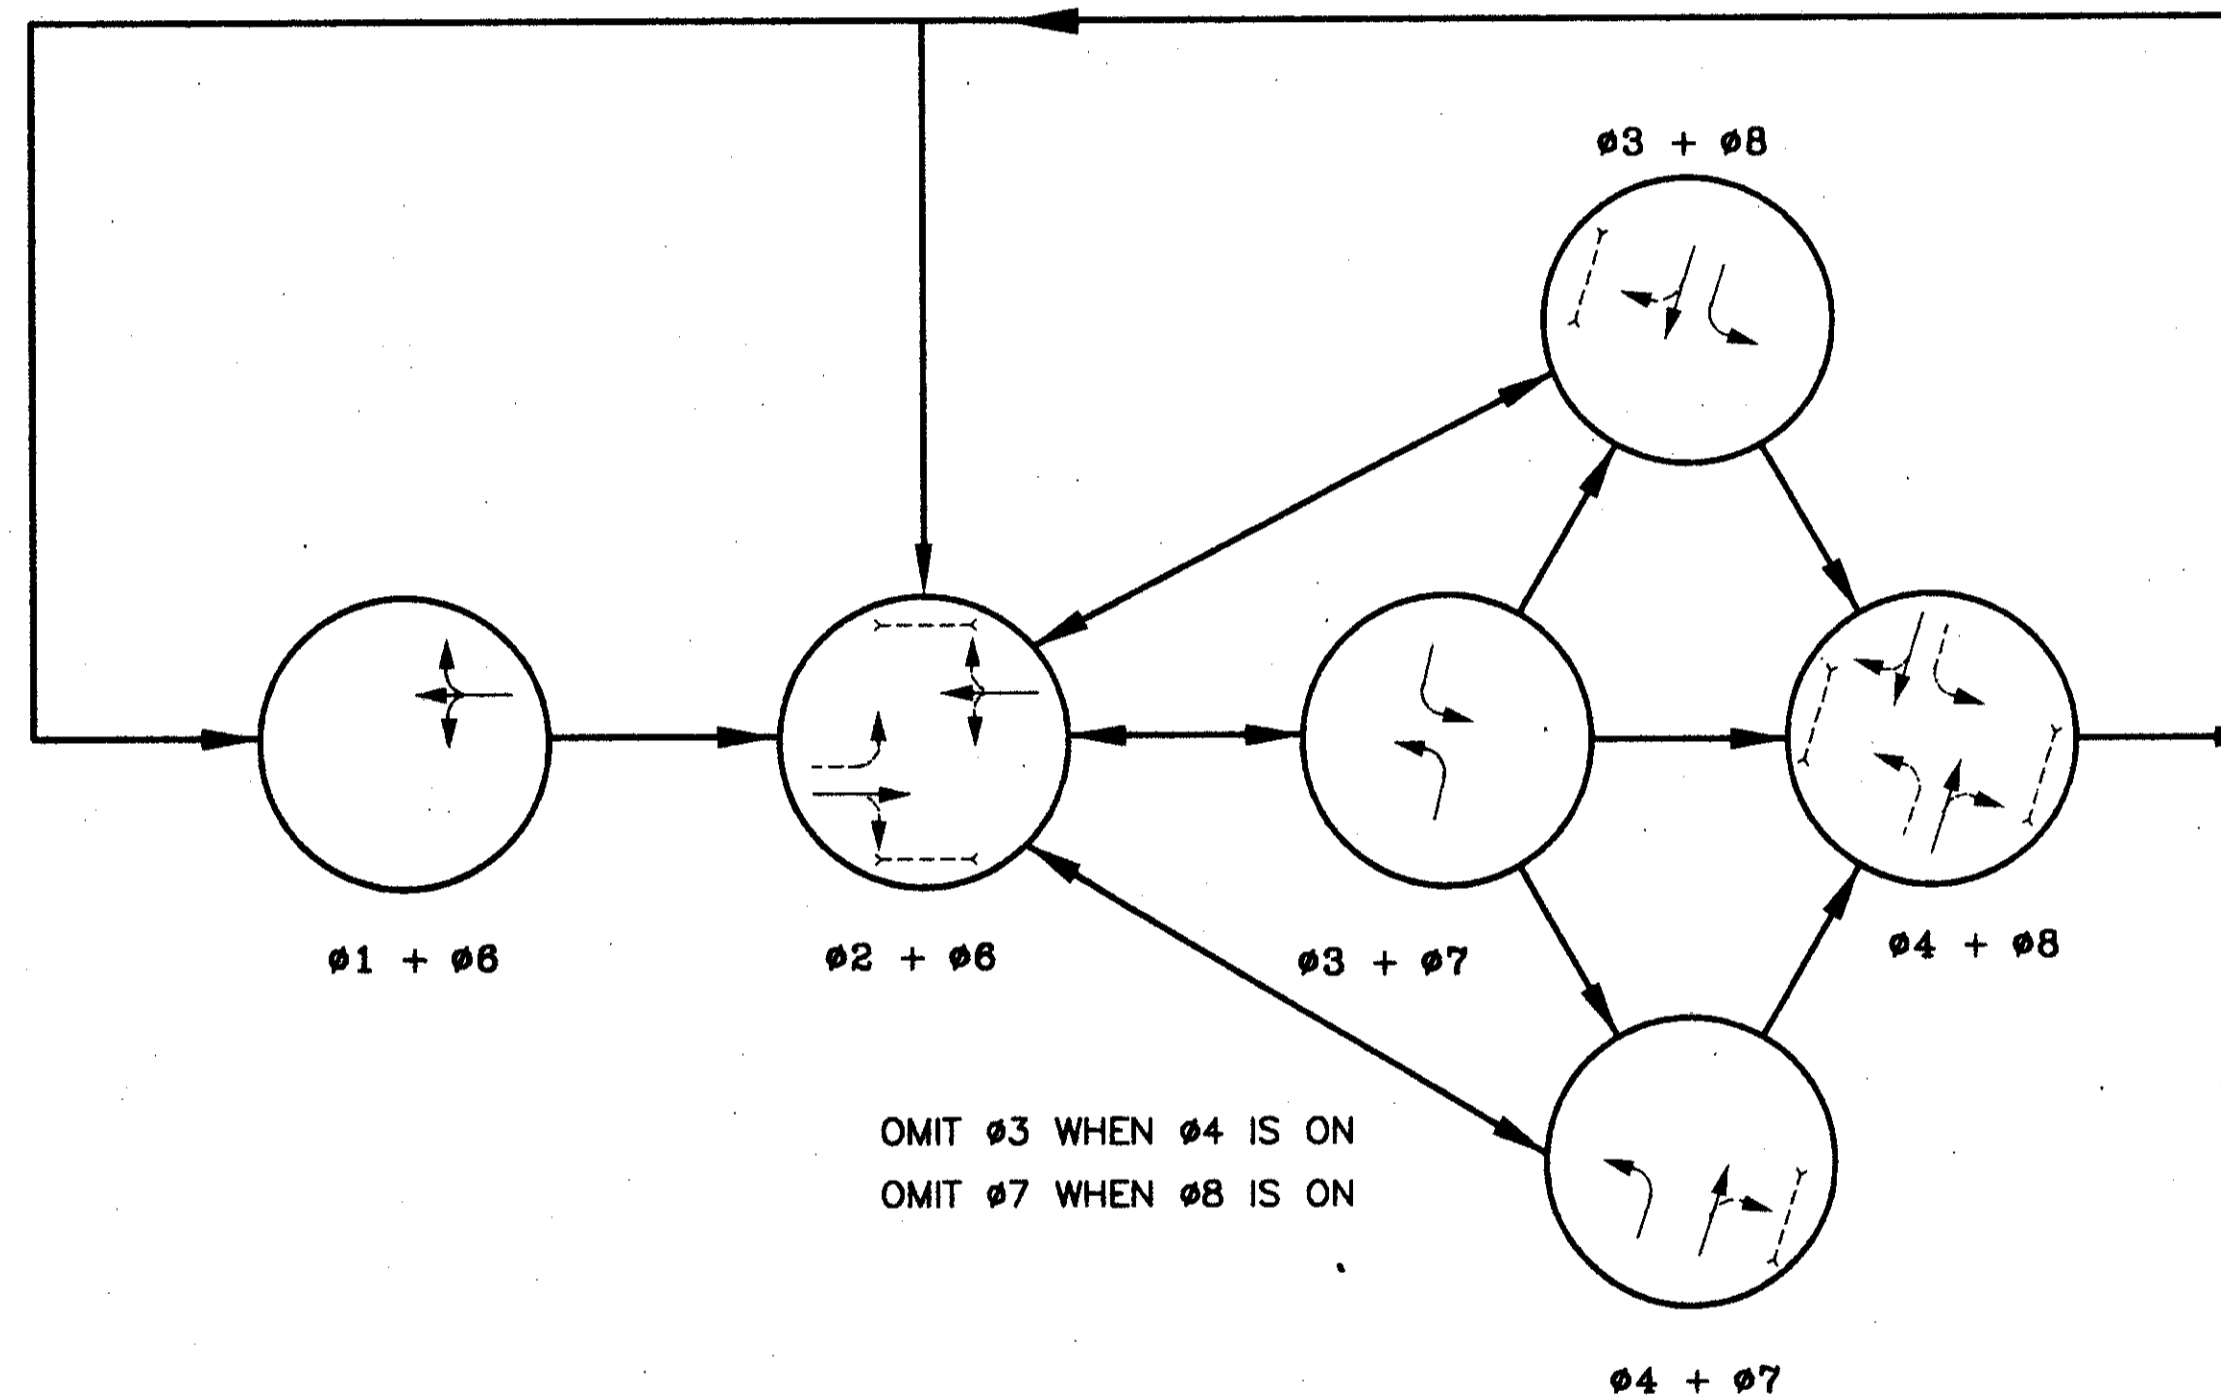 ø3 + ø8
ø1 + ø6
ø2 + ø6
ø3 + ø7
ø4 + ø8
OMIT ø3 WHEN ø4 IS ON
OMIT ø7 WHEN ø8 IS ON
ø4 + ø7